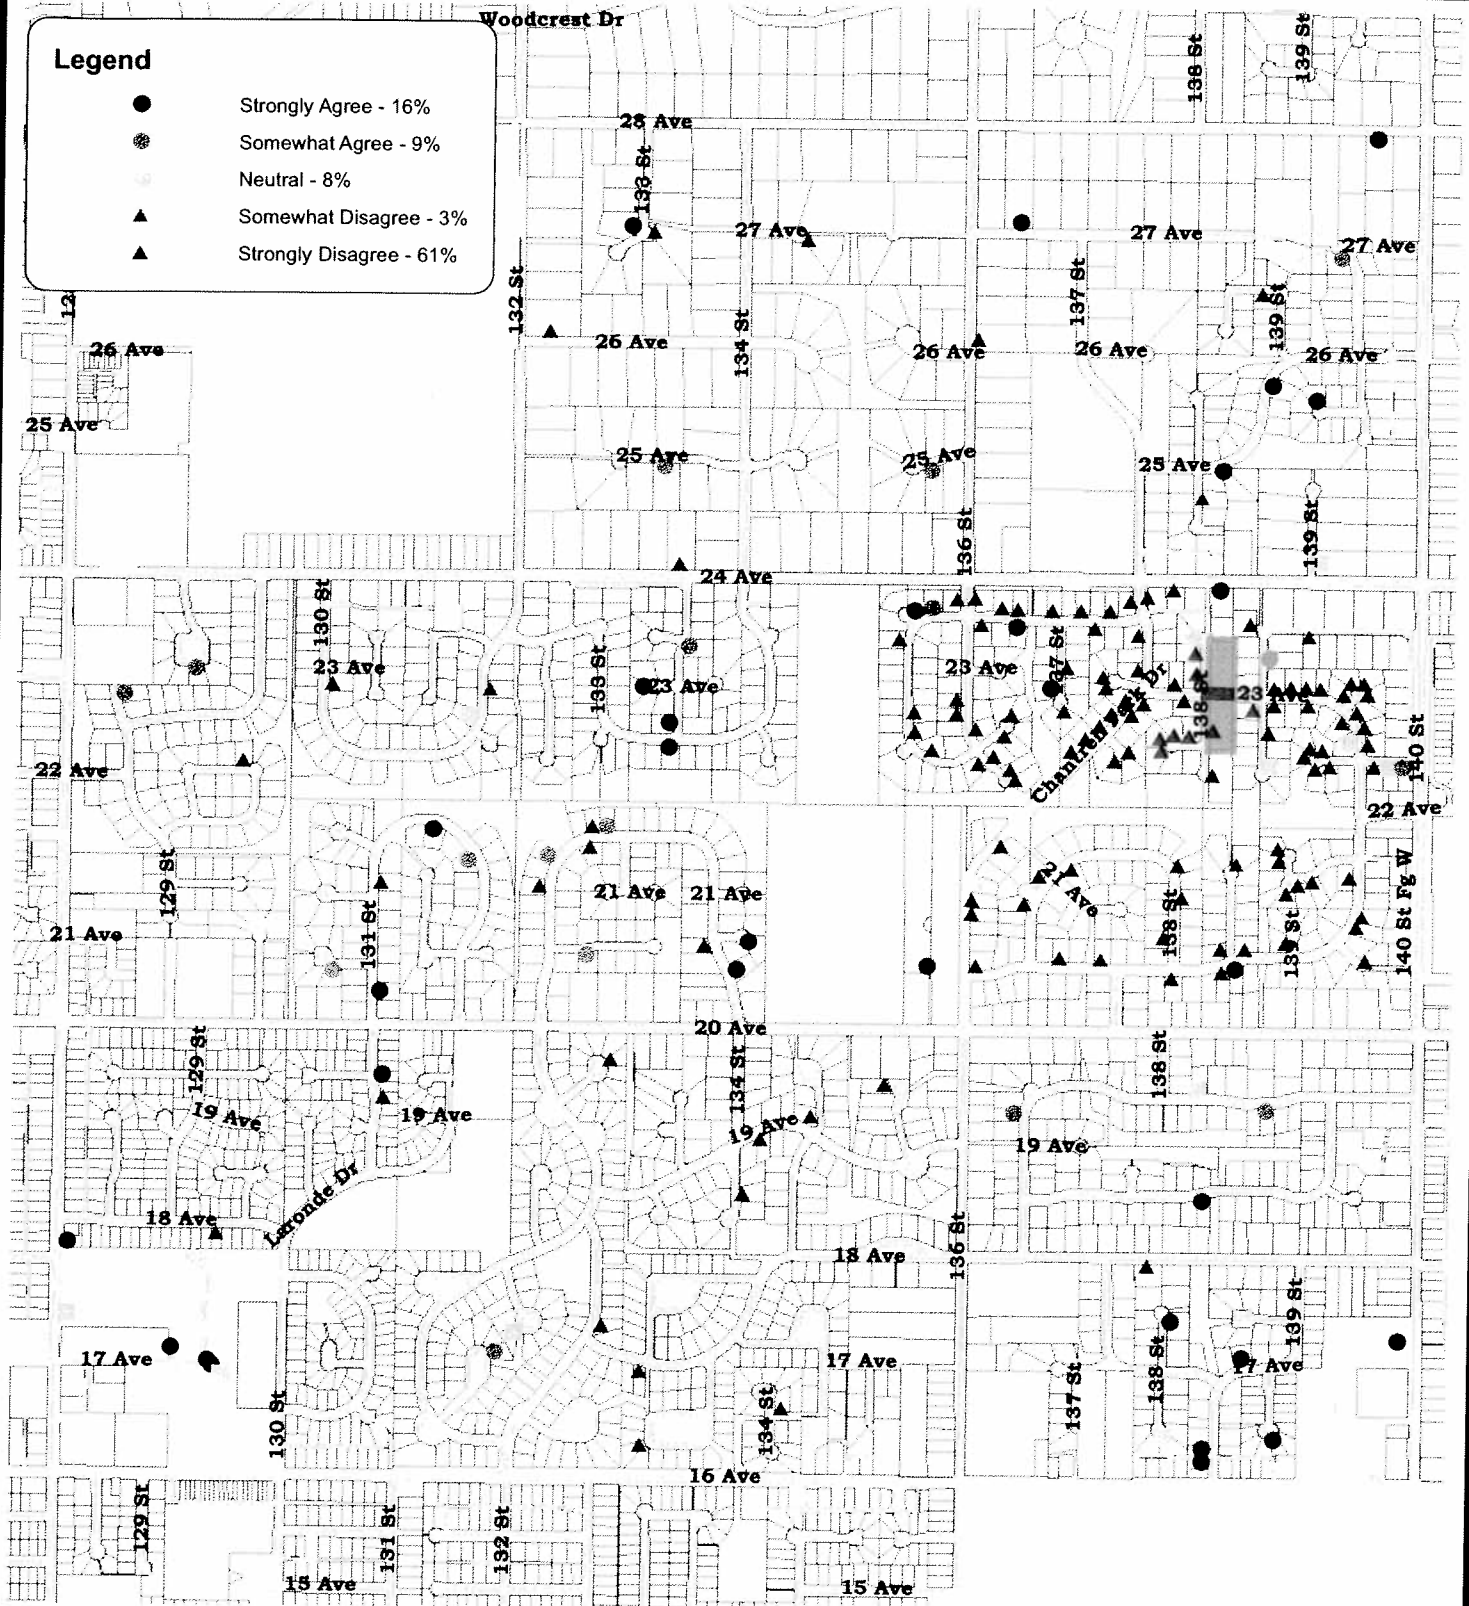 Woodcrest Dr
Legend
Strongly Agree - 16%
Somewhat Agree - 9%
Neutral - 8%
Somewhat Disagree - 3%
Strongly Disagree - 61%
138 St
139 St
28 Ave
133 St
27 Ave
27 Ave
27 Ave
132 St
137 St
139 St
134 St
26 Ave
26 Ave
26 Ave
26 Ave
26 Ave
25 Ave
25 Ave
25 Ave
25 Ave
136 St
139 St
24 Ave
130 St
23 Ave
133 St
23 Ave
23 Ave
137 St
138 St
23 Ave
Chantrell Park Dr
140 St
22 Ave
22 Ave
129 St
21 Ave
21 Ave
21 Ave
138 St
139 St
140 St Fg W
21 Ave
131 St
20 Ave
129 St
134 St
138 St
19 Ave
19 Ave
19 Ave
19 Ave
Laronde Dr
18 Ave
136 St
18 Ave
139 St
17 Ave
17 Ave
17 Ave
138 St
137 St
130 St
134 St
16 Ave
129 St
131 St
132 St
15 Ave
15 Ave